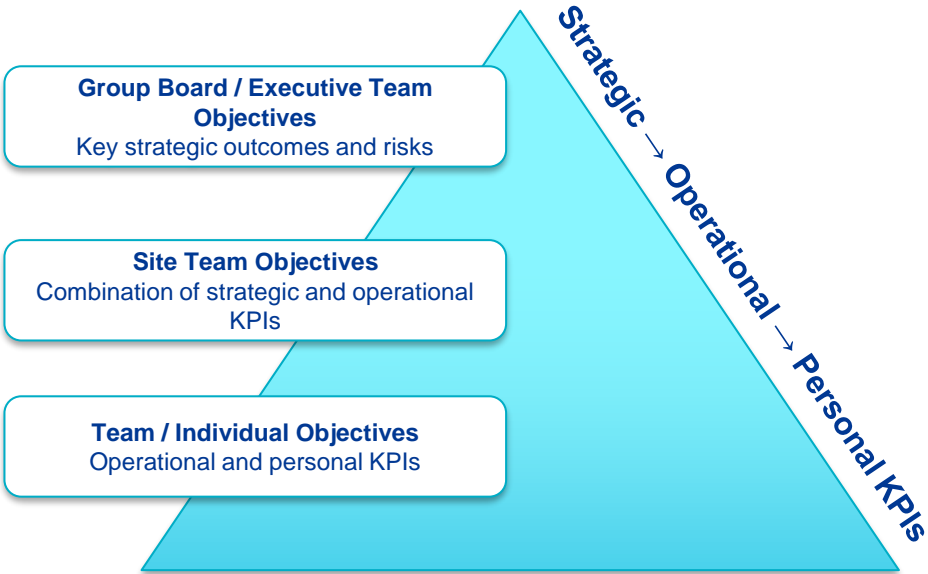 Group Board / Executive Team
Objectives
Key strategic outcomes and risks
Site Team Objectives
Combination of strategic and operational
KPIs
Team / Individual Objectives
Operational and personal KPIs
Strategic → Operational → Personal KPIs